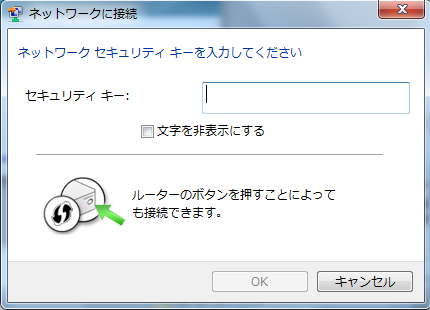 ネットワークに接続
ネットワーク セキュリティ キーを入力してください
セキュリティ キー:
文字を非表示にする
ルーターのボタンを押すことによって
も接続できます。
OK
キャンセル